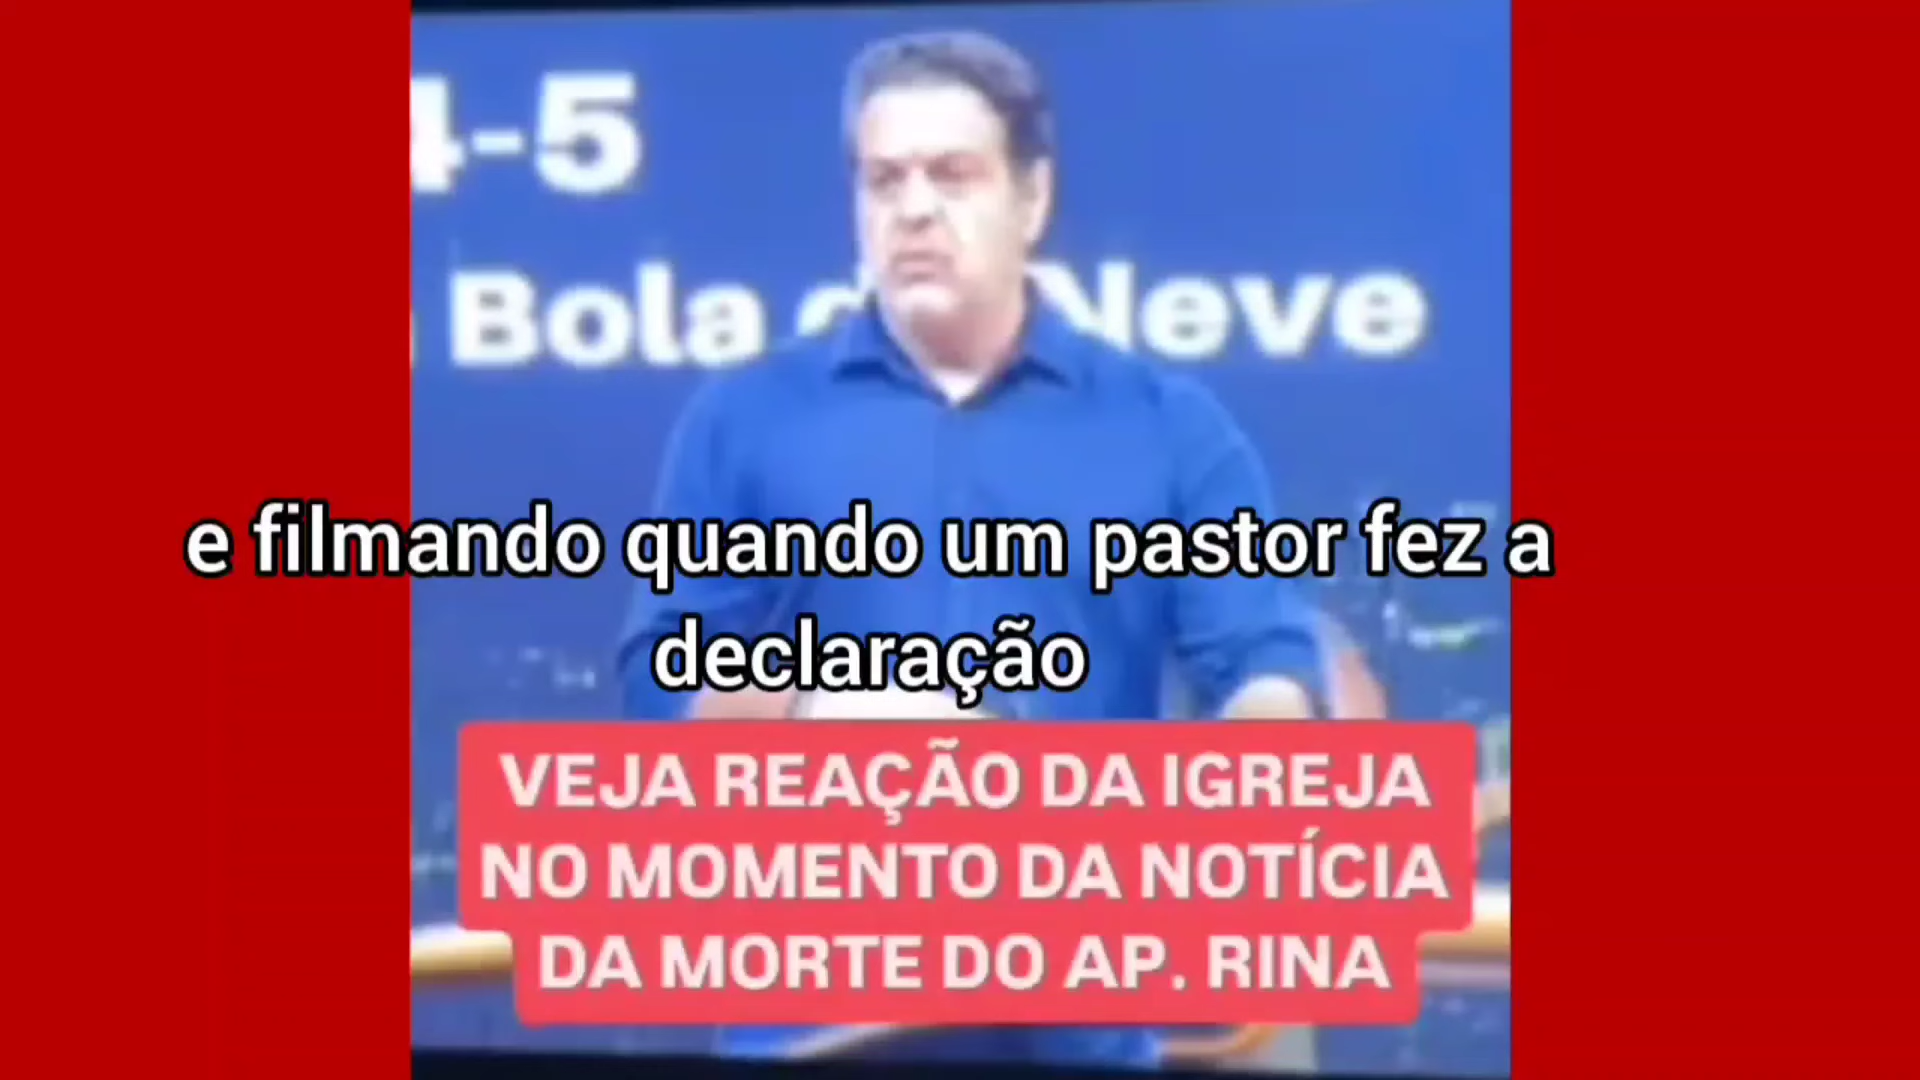 4-5
Bola de Neve
e filmando quando um pastor fez a
declaração
VEJA REAÇÃO DA IGREJA
NO MOMENTO DA NOTÍCIA
DA MORTE DO AP. RINA